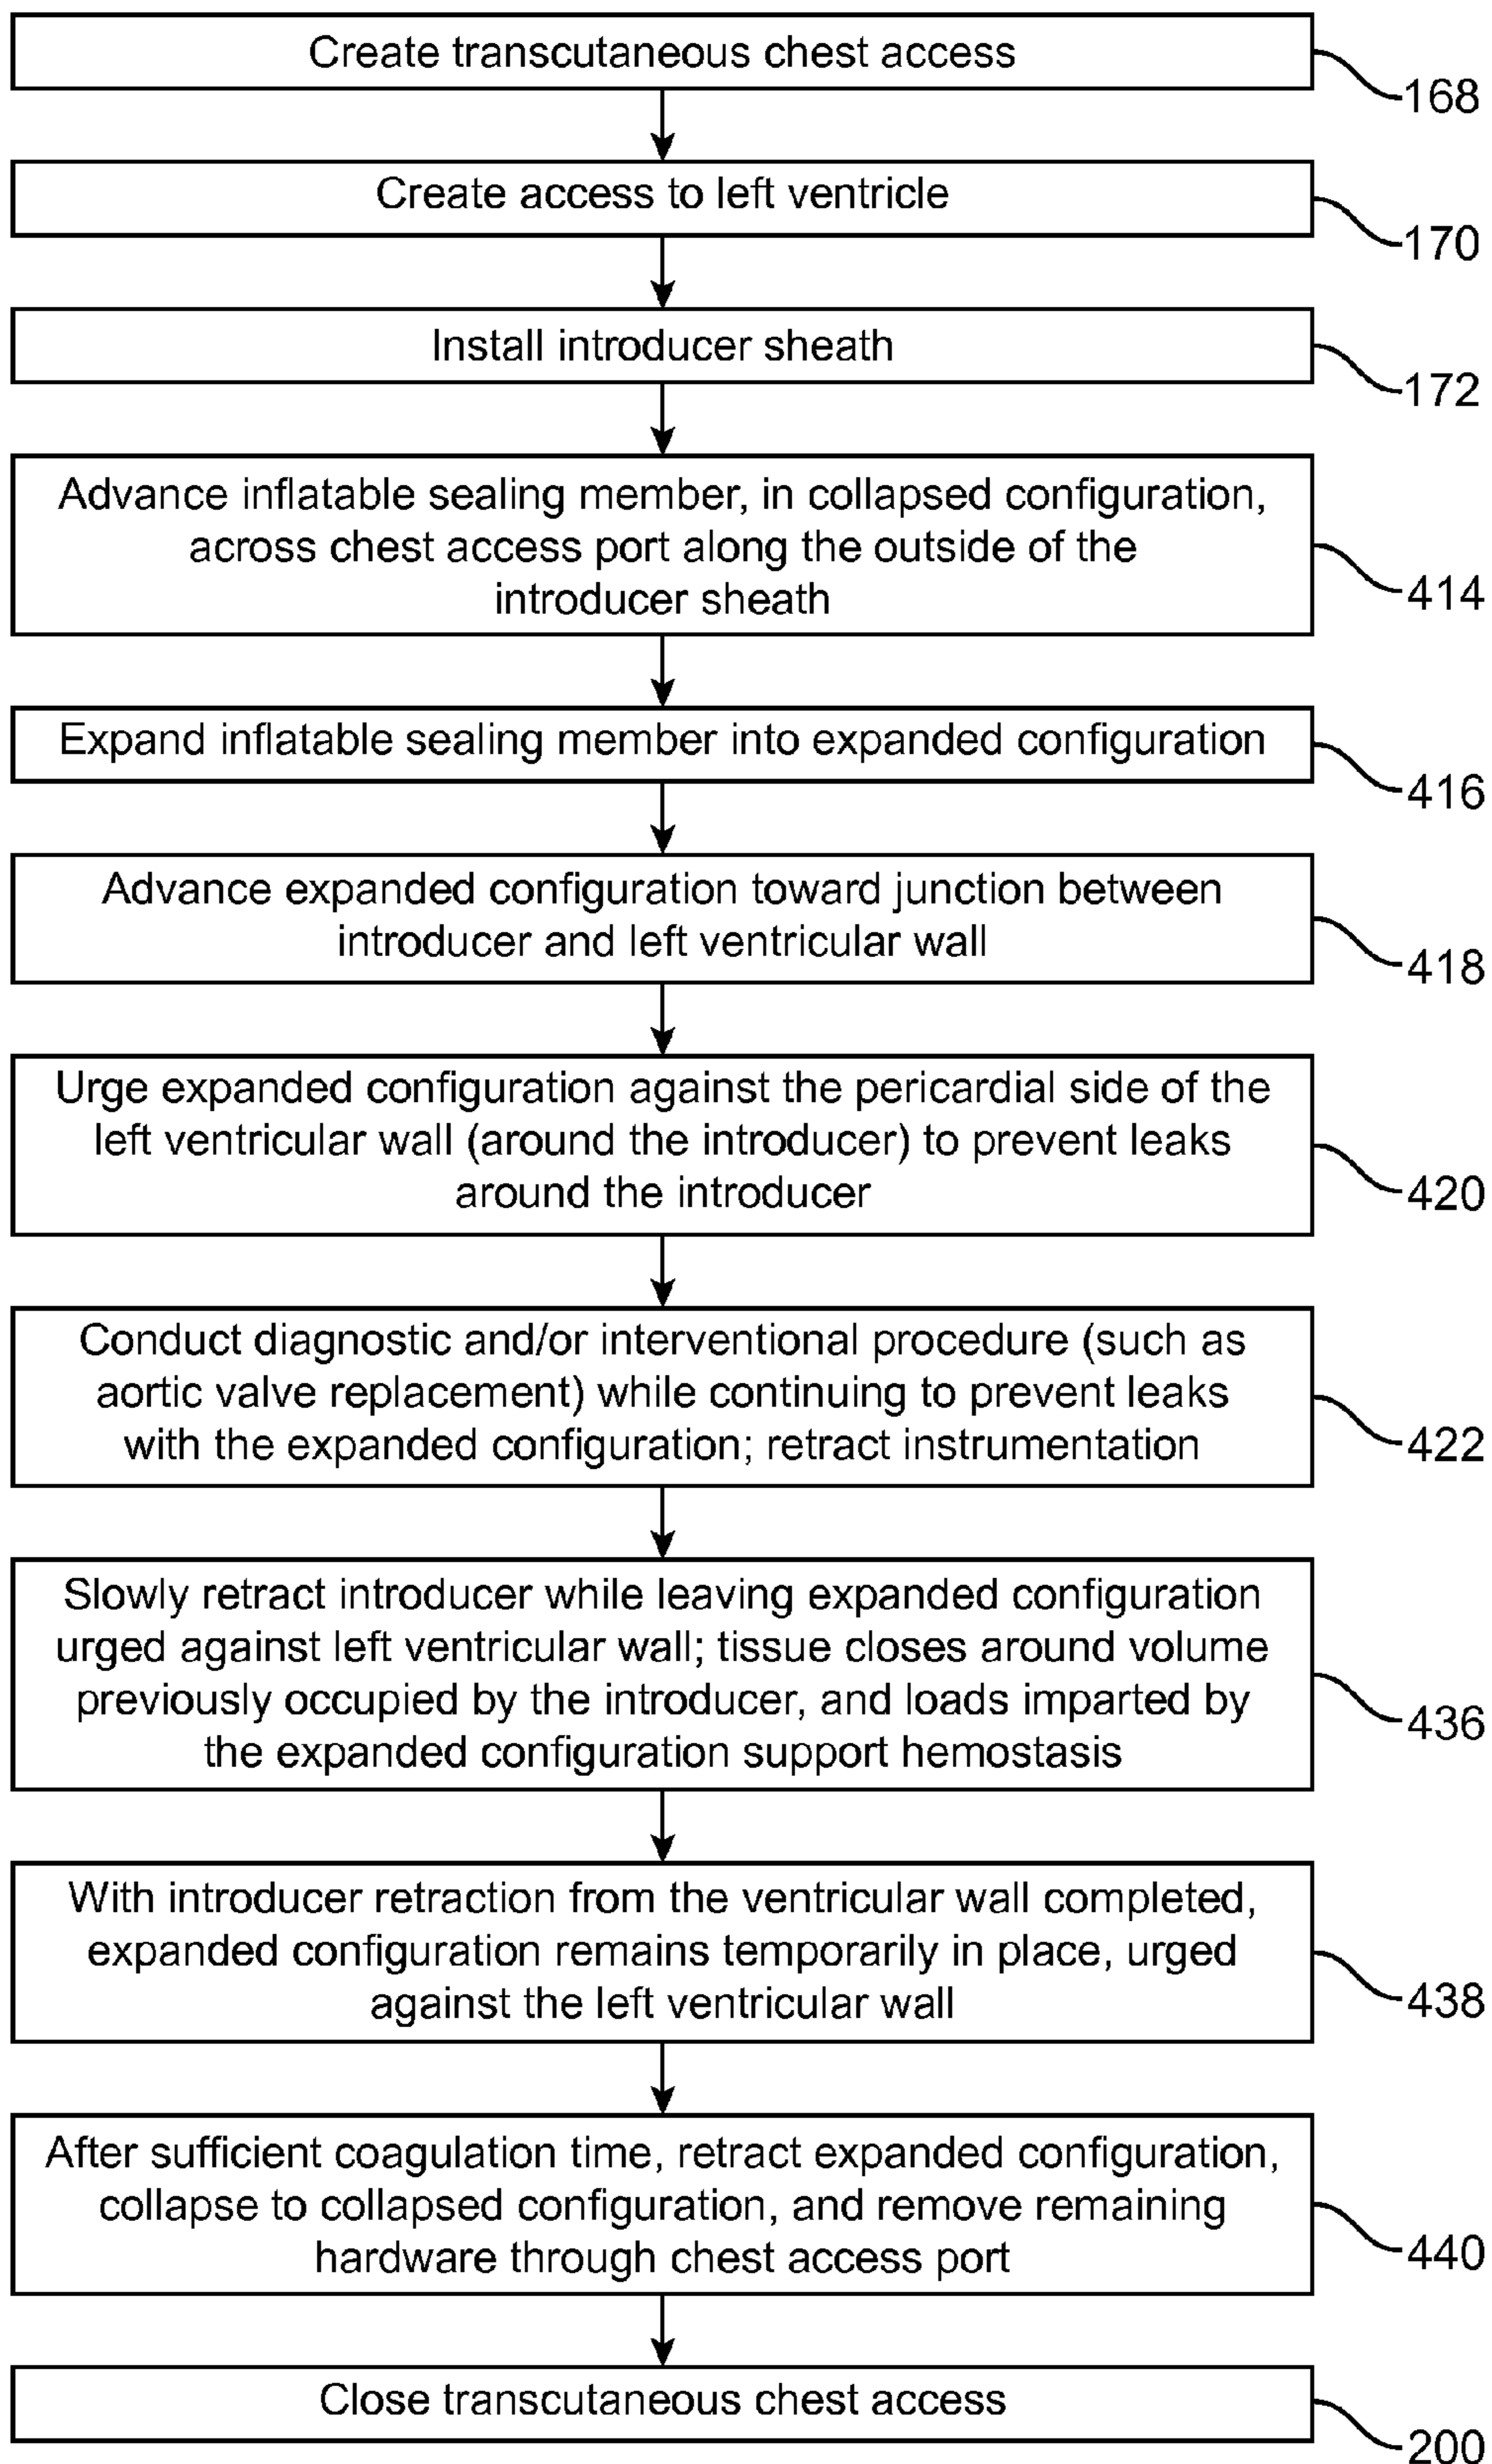 Create transcutaneous chest access
168
Create access to left ventricle
170
Install introducer sheath
172
Advance inflatable sealing member, in collapsed configuration,
across chest access port along the outside of the
introducer sheath
414
Expand inflatable sealing member into expanded configuration
416
Advance expanded configuration toward junction between
introducer and left ventricular wall
418
Urge expanded configuration against the pericardial side of the
left ventricular wall (around the introducer) to prevent leaks
around the introducer
420
Conduct diagnostic and/or interventional procedure (such as
aortic valve replacement) while continuing to prevent leaks
with the expanded configuration; retract instrumentation
422
Slowly retract introducer while leaving expanded configuration
urged against left ventricular wall; tissue closes around volume
previously occupied by the introducer, and loads imparted by
the expanded configuration support hemostasis
436
With introducer retraction from the ventricular wall completed,
expanded configuration remains temporarily in place, urged
against the left ventricular wall
438
After sufficient coagulation time, retract expanded configuration,
collapse to collapsed configuration, and remove remaining
hardware through chest access port
440
Close transcutaneous chest access
200